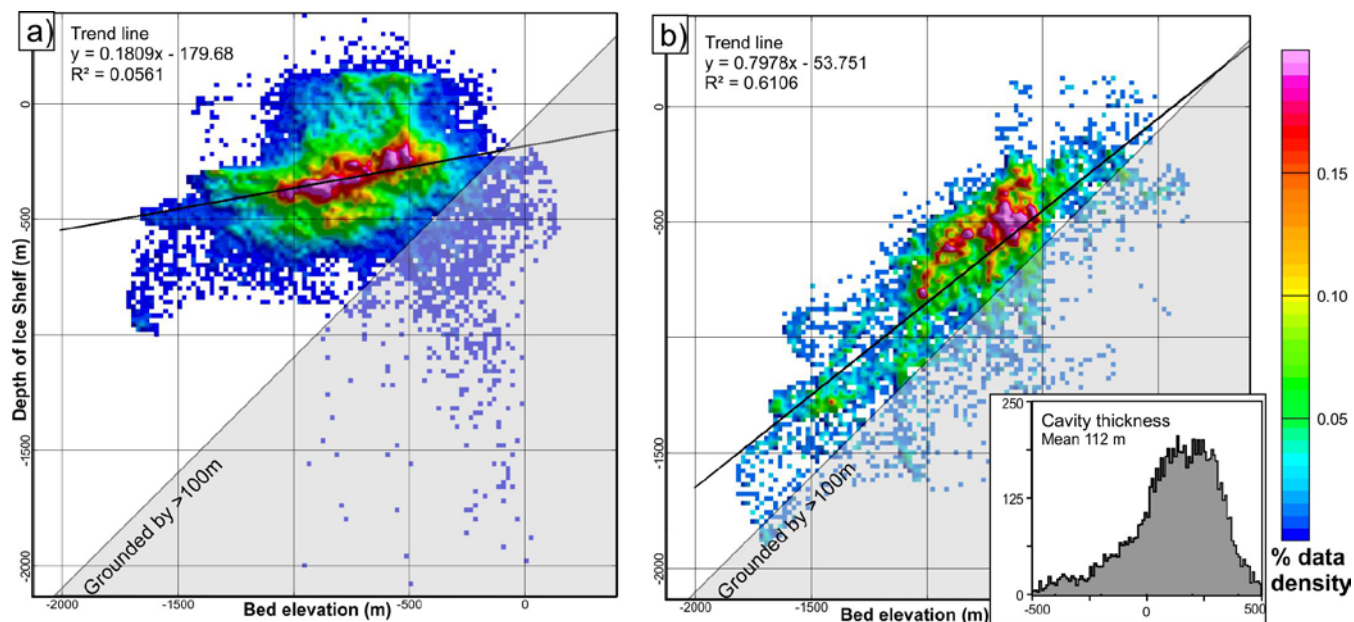 a)
Trend line
y = 0.1809x - 179.68
R² = 0.0561
Depth of Ice Shelf (m)
0
-500
-1000
-1500
-2000
Grounded by >100m
-2000
-1500
-1000
-500
0
Bed elevation (m)
b)
Trend line
y = 0.7978x - 53.751
R² = 0.6106
0
-500
-1000
-1500
-2000
Grounded by >100m
-2000
-1500
-1000
Bed elevation (m)
Cavity thickness
Mean 112 m
250
125
0
-500
0
500
0.15
0.10
0.05
% data
density